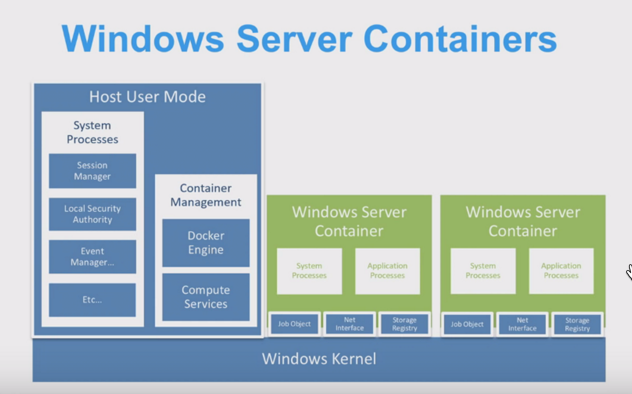 Windows Server Containers
Host User Mode
System
Processes
Session
Manager
Local Security
Authority
Event
Manager...
Etc...
Container
Management
Docker
Engine
Compute
Services
Windows Server
Container
System
Processes
Application
Processes
Job Object
Net
Interface
Storage
Registry
Windows Server
Container
System
Processes
Application
Processes
Job Object
Net
Interface
Storage
Registry
Windows Kernel